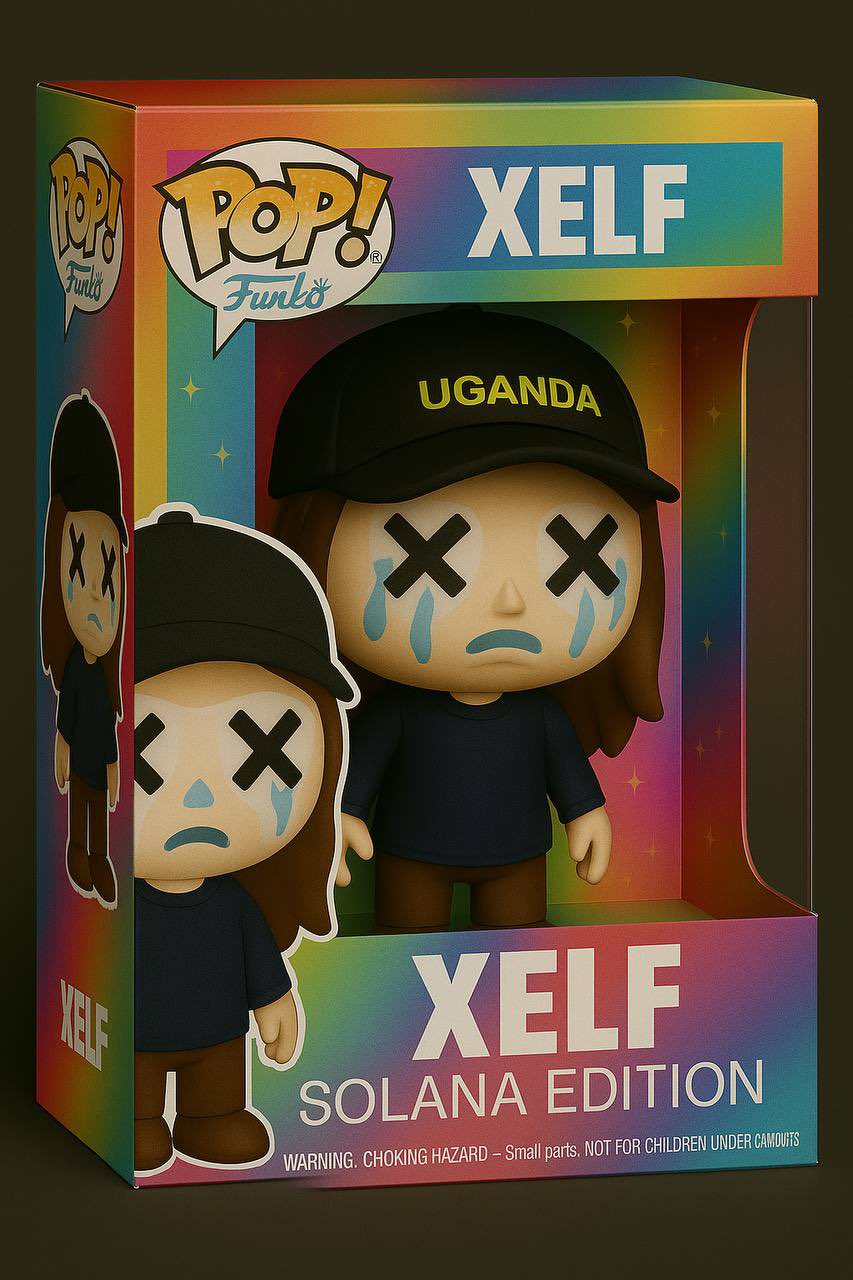 POP!
Funko
POP!®
Funko
XELF
UGANDA
XELF
XELF
SOLANA EDITION
WARNING. CHOKING HAZARD – Small parts. NOT FOR CHILDREN UNDER CAMOUITS